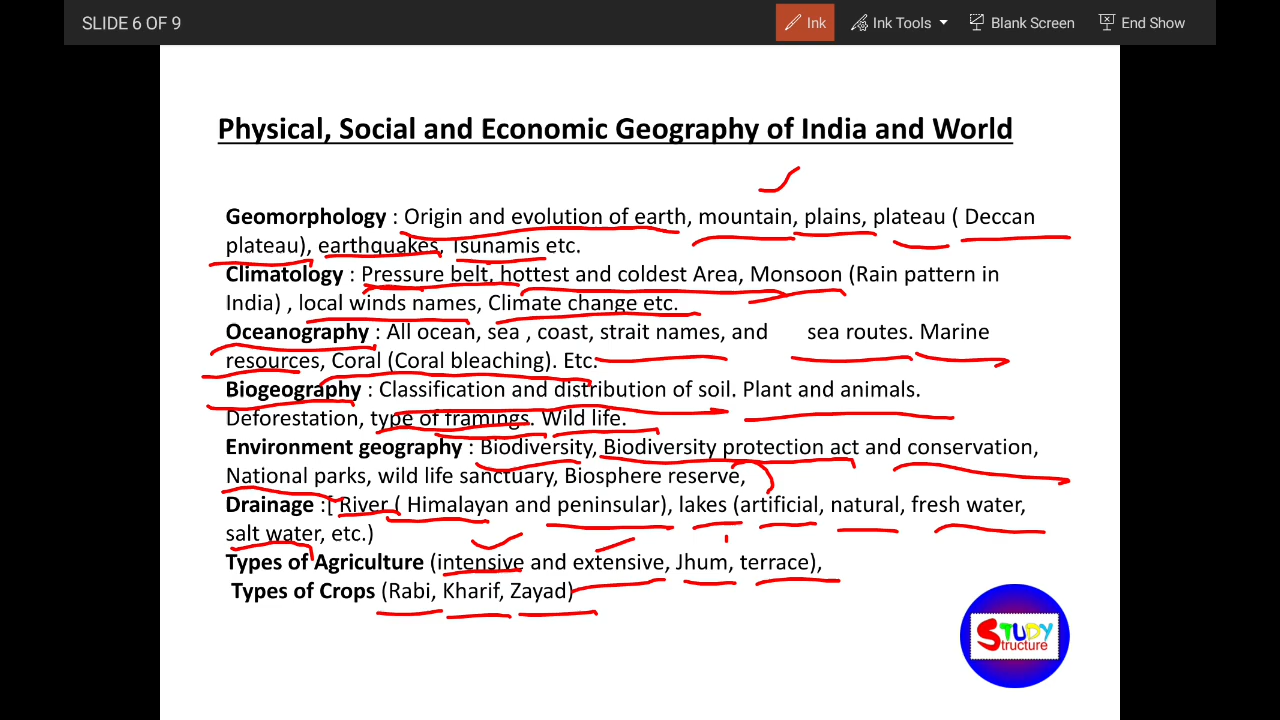 SLIDE 6 OF 9
Ink
Ink Tools
Blank Screen
End Show
Physical, Social and Economic Geography of India and World
Geomorphology : Origin and evolution of earth, mountain, plains, plateau ( Deccan
plateau), earthquakes, Tsunamis etc.
Climatology : Pressure belt, hottest and coldest Area, Monsoon (Rain pattern in
India) , local winds names, Climate change etc.
Oceanography : All ocean, sea , coast, strait names, and sea routes. Marine
resources, Coral (Coral bleaching). Etc.
Biogeography : Classification and distribution of soil. Plant and animals.
Deforestation, type of framings. Wild life.
Environment geography : Biodiversity, Biodiversity protection act and conservation,
National parks, wild life sanctuary, Biosphere reserve,
Drainage :[ River ( Himalayan and peninsular), lakes (artificial, natural, fresh water,
salt water, etc.)
Types of Agriculture (intensive and extensive, Jhum, terrace),
Types of Crops (Rabi, Kharif, Zayad)
STUDY
Structure